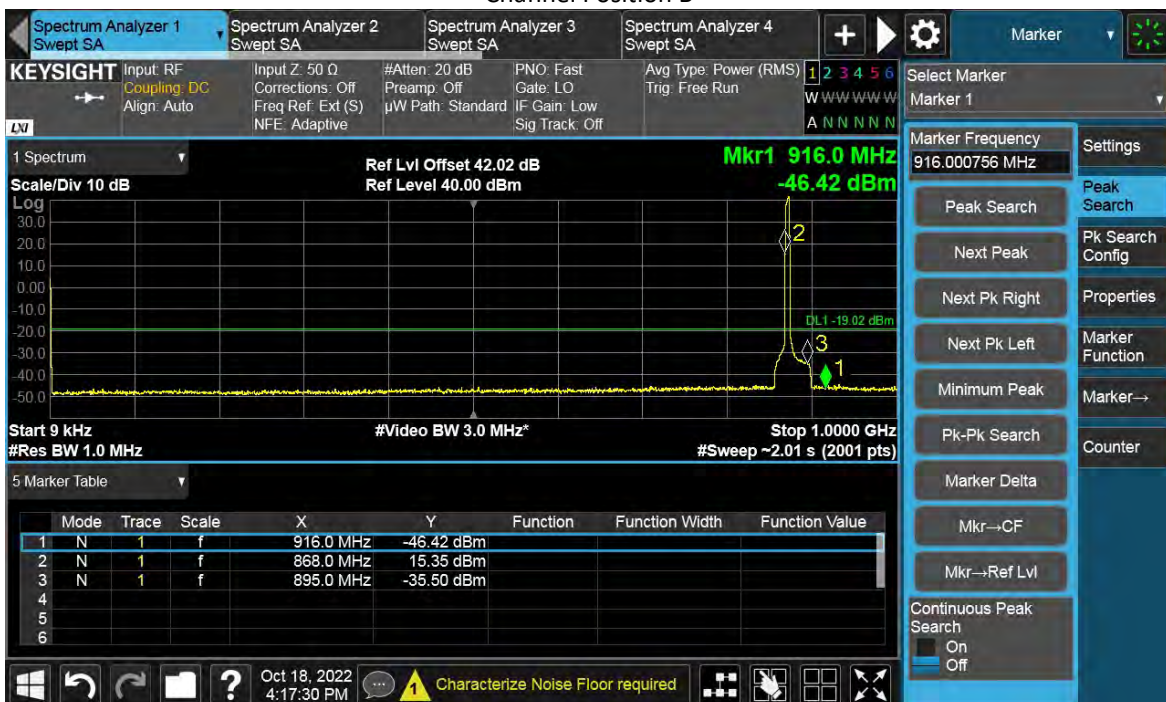 Channel Position B
Spectrum Analyzer 1
Swept SA
Spectrum Analyzer 2
Swept SA
Spectrum Analyzer 3
Swept SA
Spectrum Analyzer 4
Swept SA
Marker
KEYSIGHT
LXI
Input: RF
Coupling: DC
Align: Auto
Input Z: 50 Ω
Corrections: Off
Freq Ref: Ext (S)
NFE: Adaptive
#Atten: 20 dB
Preamp: Off
µW Path: Standard
PNO: Fast
Gate: LO
IF Gain: Low
Sig Track: Off
Avg Type: Power (RMS)
Trig: Free Run
1 2 3 4 5 6
W W W W W W
A N N N N N
1 Spectrum
Scale/Div 10 dB
Ref Lvl Offset 42.02 dB
Ref Level 40.00 dBm
Mkr1 916.0 MHz
-46.42 dBm
Log
30.0
20.0
10.0
0.00
-10.0
-20.0
-30.0
-40.0
-50.0
2
DL1 -19.02 dBm
3
1
Start 9 kHz
#Res BW 1.0 MHz
#Video BW 3.0 MHz*
Stop 1.0000 GHz
#Sweep ~2.01 s (2001 pts)
5 Marker Table
Mode Trace Scale X Y Function Function Width Function Value
1 N 1 f 916.0 MHz -46.42 dBm
2 N 1 f 868.0 MHz 15.35 dBm
3 N 1 f 895.0 MHz -35.50 dBm
4
5
6
Select Marker
Marker 1
Marker Frequency
916.000756 MHz
Peak Search
Next Peak
Next Pk Right
Next Pk Left
Minimum Peak
Pk-Pk Search
Marker Delta
Mkr→CF
Mkr→Ref Lvl
Continuous Peak
Search
On
Off
Settings
Peak
Search
Pk Search
Config
Properties
Marker
Function
Marker→
Counter
?
Oct 18, 2022
4:17:30 PM
1
Characterize Noise Floor required